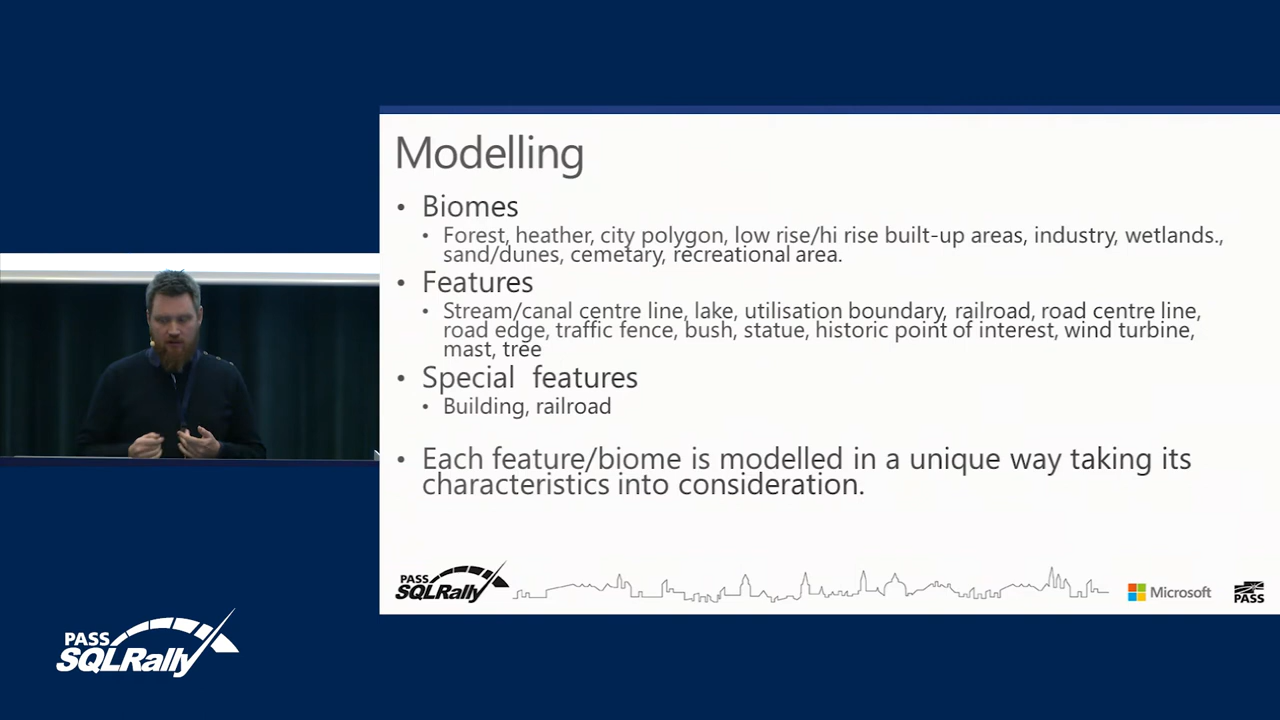 Modelling
• Biomes
• Forest, heather, city polygon, low rise/hi rise built-up areas, industry, wetlands.,
sand/dunes, cemetary, recreational area.
• Features
• Stream/canal centre line, lake, utilisation boundary, railroad, road centre line,
road edge, traffic fence, bush, statue, historic point of interest, wind turbine,
mast, tree
• Special features
• Building, railroad
• Each feature/biome is modelled in a unique way taking its
characteristics into consideration.
PASS
SQLRally
Microsoft
PASS
PASS
SQLRally